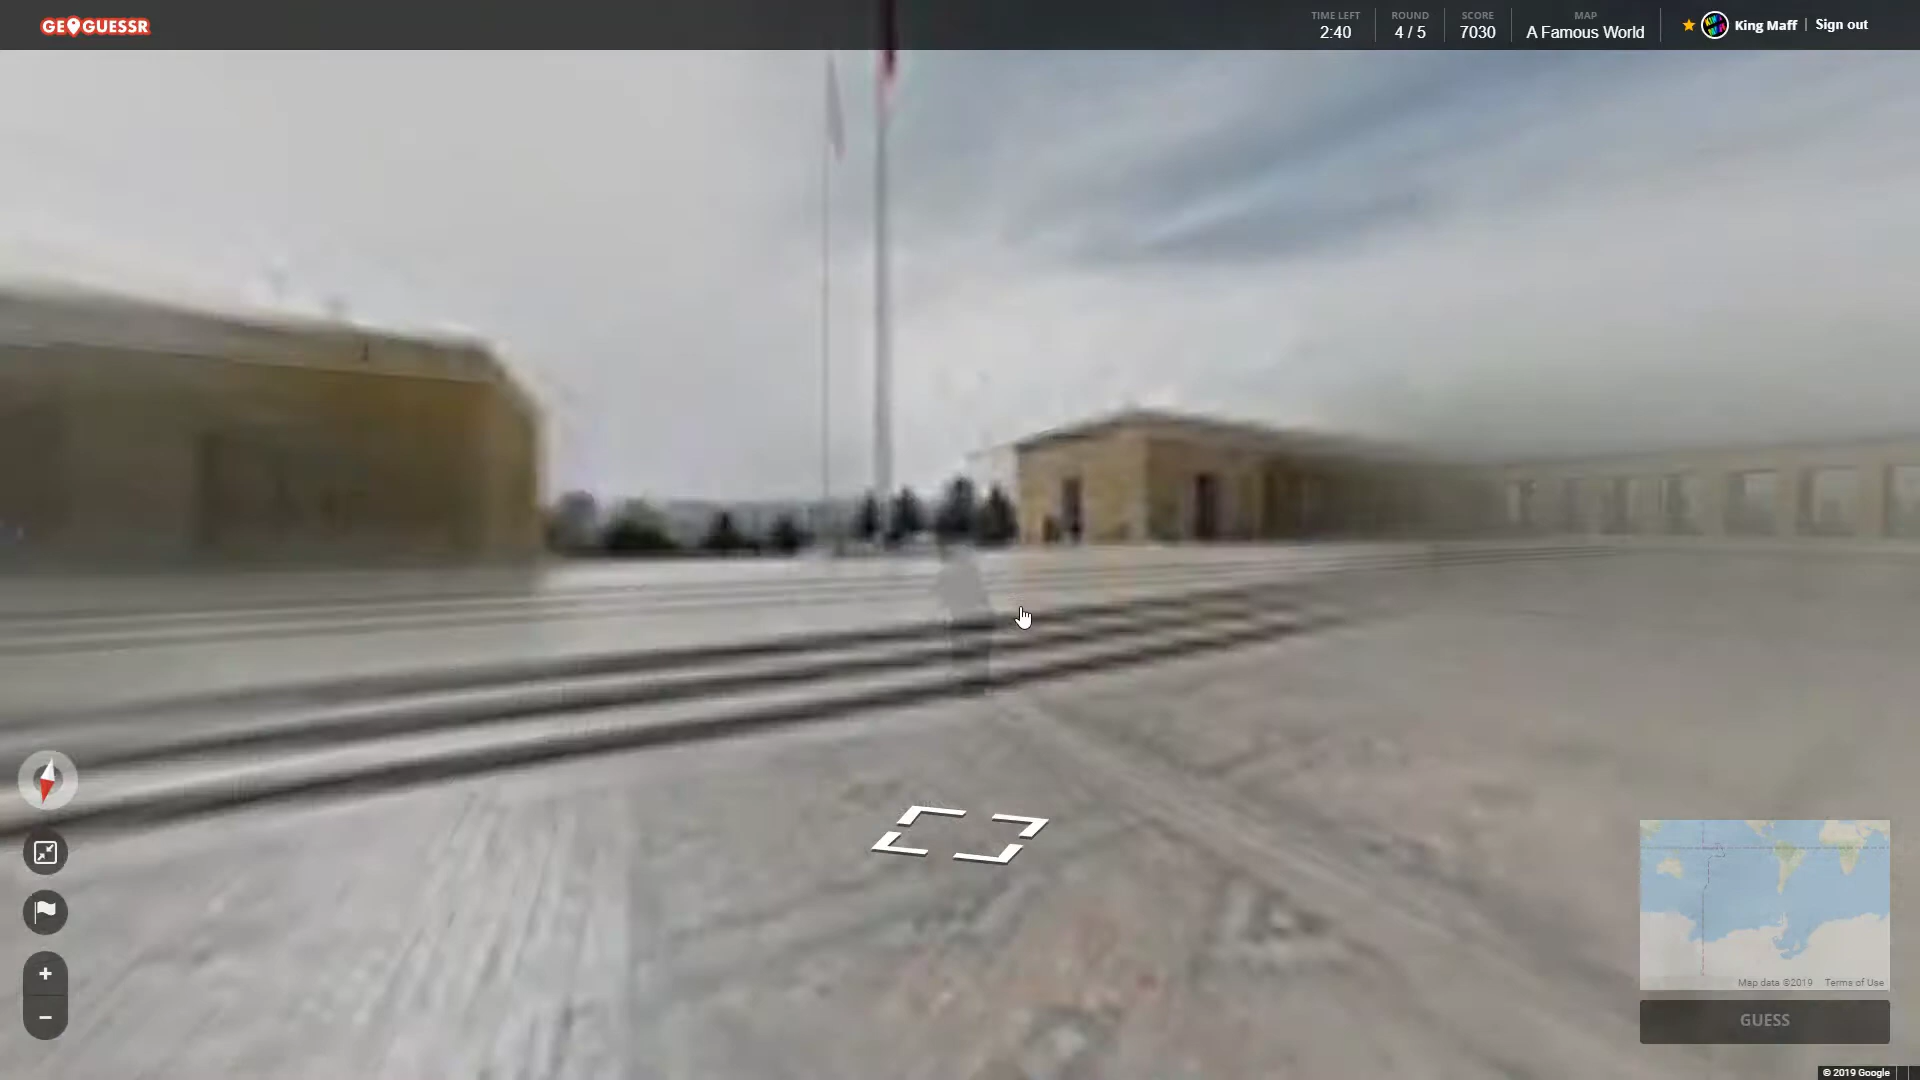 GEOGUESSR
TIME LEFT
2:40
ROUND
4 / 5
SCORE
7030
MAP
A Famous World
King Maff
Sign out
Map data ©2019
Terms of Use
GUESS
© 2019 Google